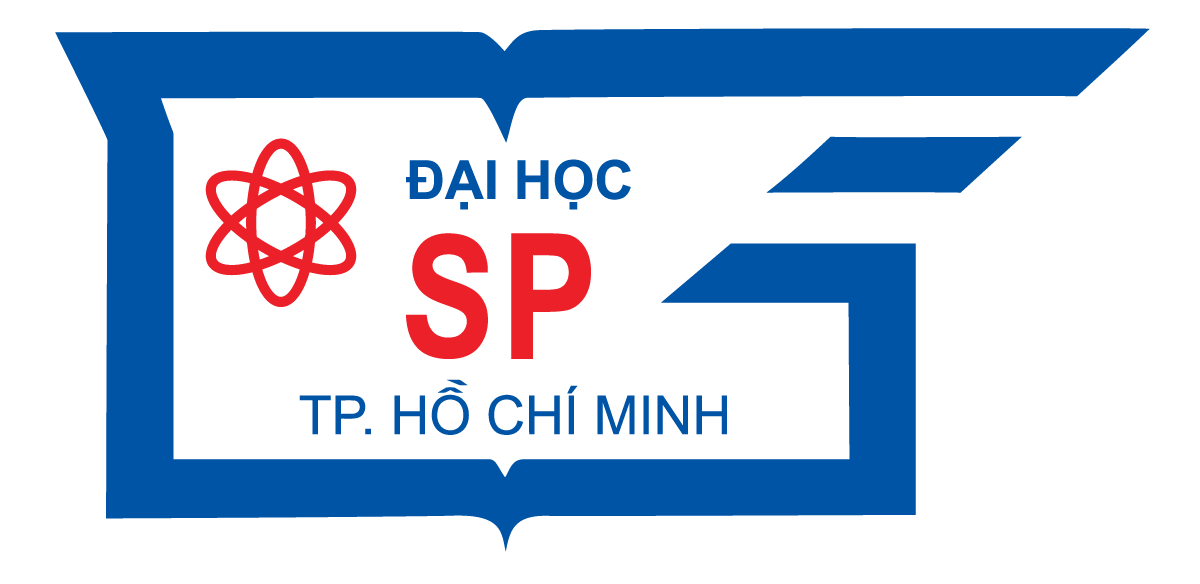 ĐẠI HỌC
SP
TP. HỒ CHÍ MINH